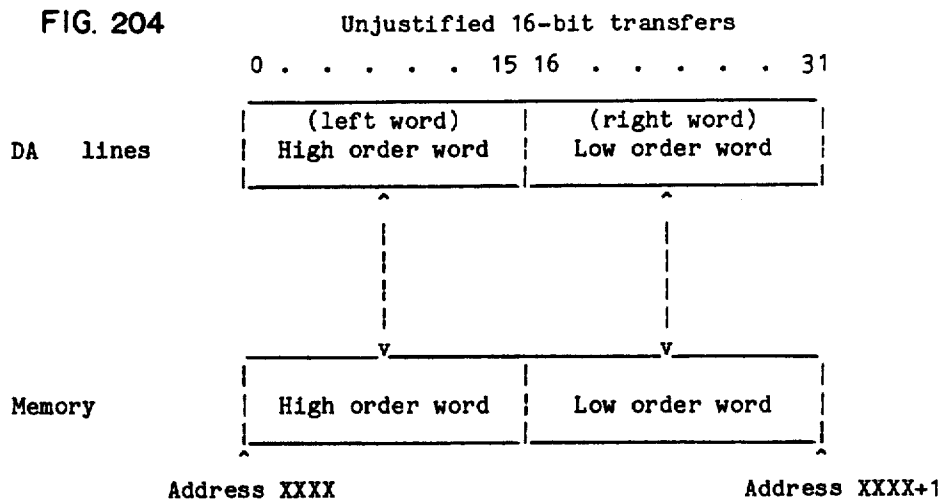 FIG. 204
Unjustified 16-bit transfers
0 . . . . . 15 16 . . . . . 31
(left word) (right word)
DA lines High order word Low order word
Memory High order word Low order word
Address XXXX Address XXXX+1